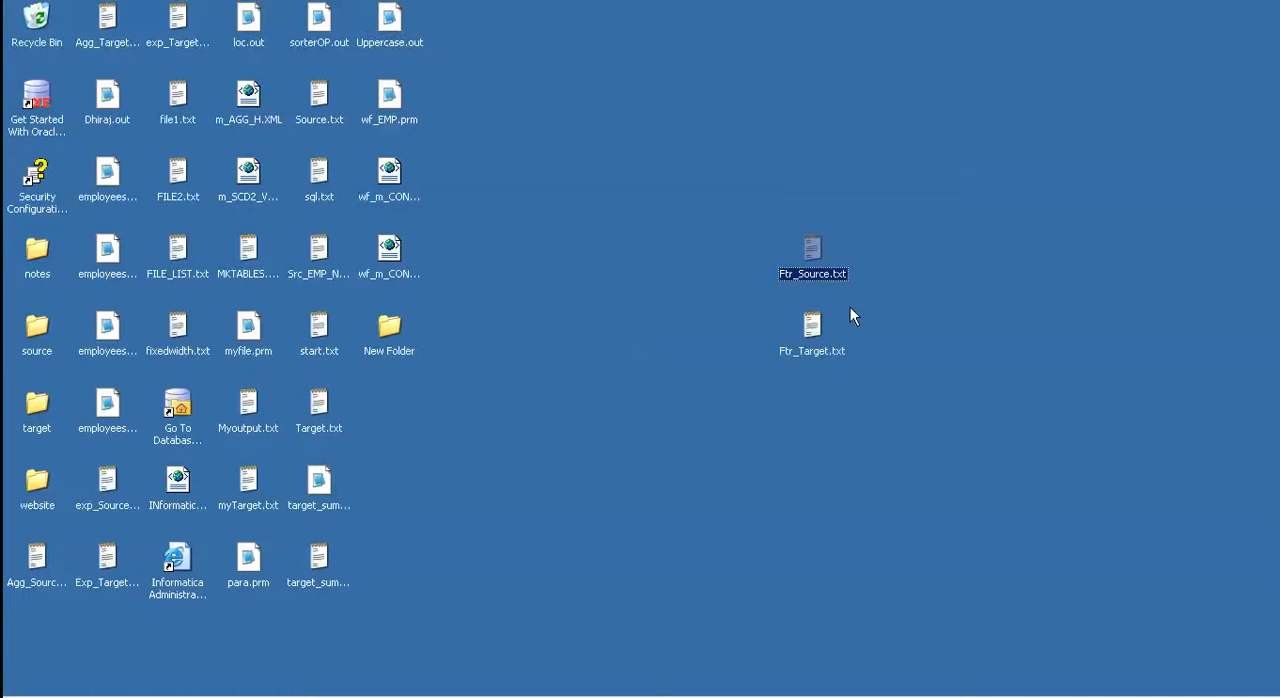 Recycle Bin
Agg_Target...
exp_Target...
loc.out
sorterOP.out
Uppercase.out
Get Started
With Oracl...
Dhiraj.out
file1.txt
m_AGG_H.XML
Source.txt
wf_EMP.prm
Security
Configurati...
employees...
FILE2.txt
m_SCD2_V...
sql.txt
wf_m_CON...
notes
employees...
FILE_LIST.txt
MKTABLES....
Src_EMP_N...
wf_m_CON...
Ftr_Source.txt
source
employees...
fixedwidth.txt
myfile.prm
start.txt
New Folder
Ftr_Target.txt
target
employees...
Go To
Databas...
Myoutput.txt
Target.txt
website
exp_Source...
INformatic...
myTarget.txt
target_sum...
Agg_Sourc...
Exp_Target...
Informatica
Administra...
para.prm
target_sum...